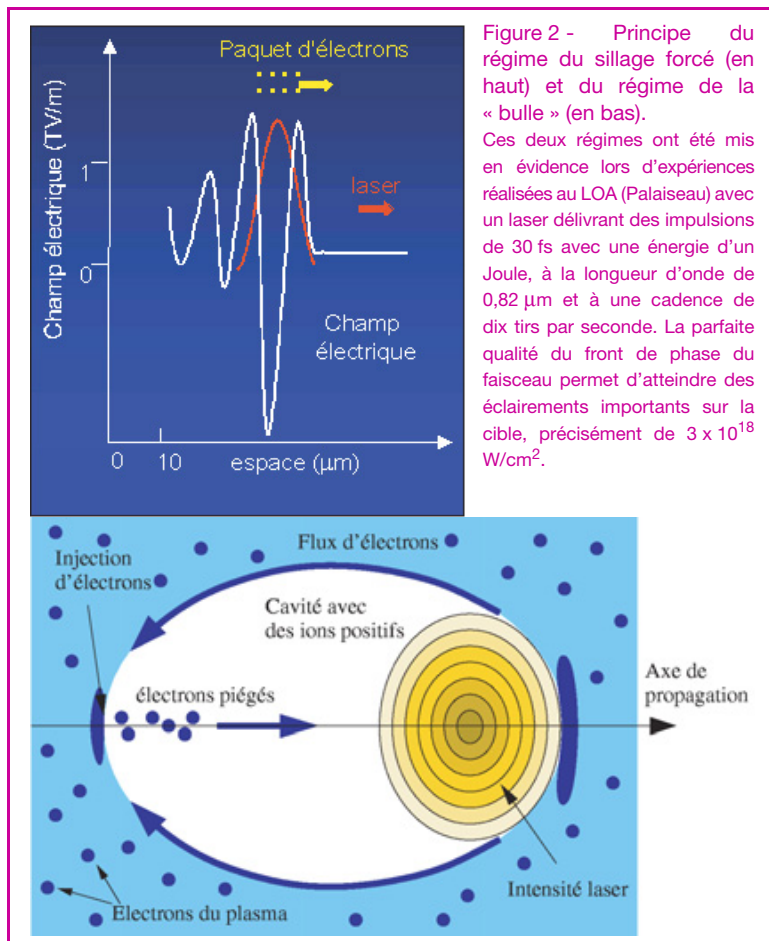 Figure 2 - Principe du
régime du sillage forcé (en
haut) et du régime de la
« bulle » (en bas).
Ces deux régimes ont été mis
en évidence lors d'expériences
réalisées au LOA (Palaiseau) avec
un laser délivrant des impulsions
de 30 fs avec une énergie d'un
Joule, à la longueur d'onde de
0,82 μm et à une cadence de
dix tirs par seconde. La parfaite
qualité du front de phase du
faisceau permet d'atteindre des
éclairements importants sur la
cible, précisément de 3 x 10^18
W/cm².
Paquet d'électrons
Champ électrique (TV/m)
1
laser
0
Champ
électrique
0
10
espace (μm)
Injection
d'électrons
Flux d'électrons
Cavité avec
des ions positifs
électrons piégés
Axe de
propagation
Intensité laser
Electrons du plasma